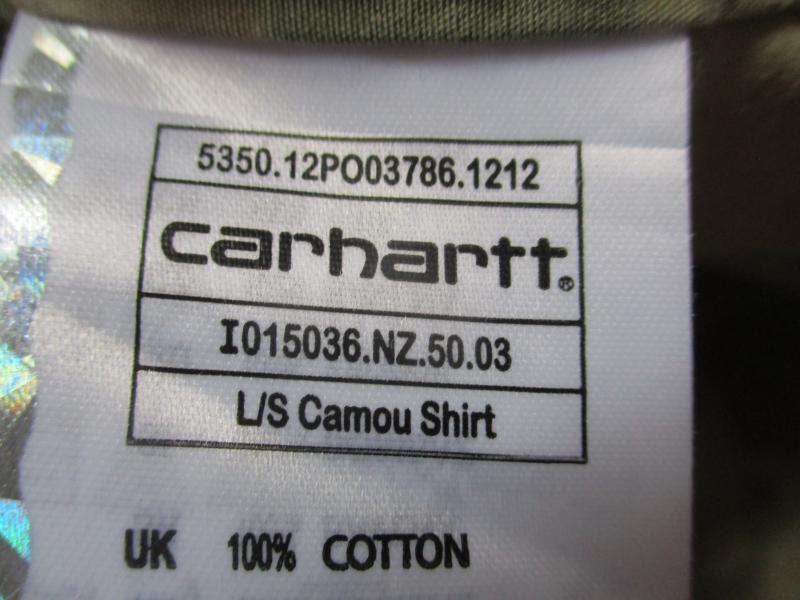 5350.12PO03786.1212
carhartt®
I015036.NZ.50.03
L/S Camou Shirt
UK 100% COTTON